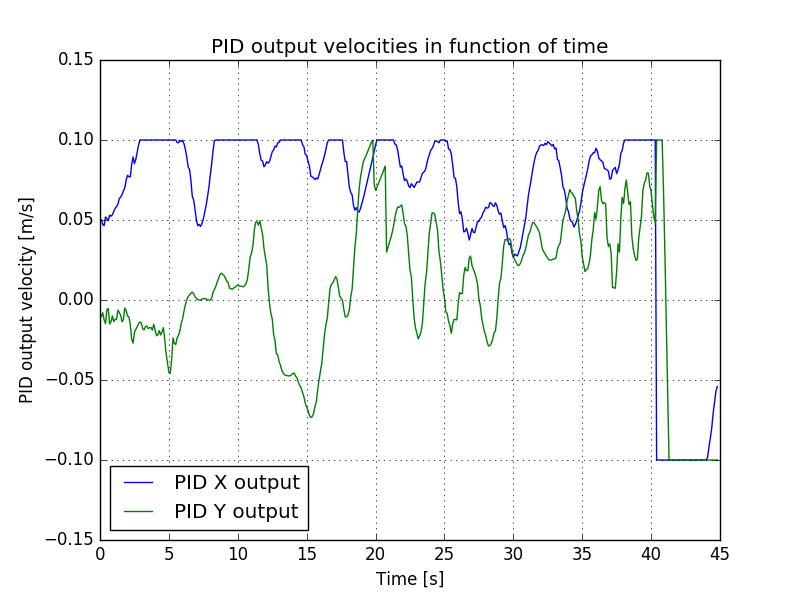 PID output velocities in function of time
PID output velocity [m/s]
0.15
0.10
0.05
0.00
−0.05
−0.10
−0.15
PID X output
PID Y output
0 5 10 15 20 25 30 35 40 45
Time [s]